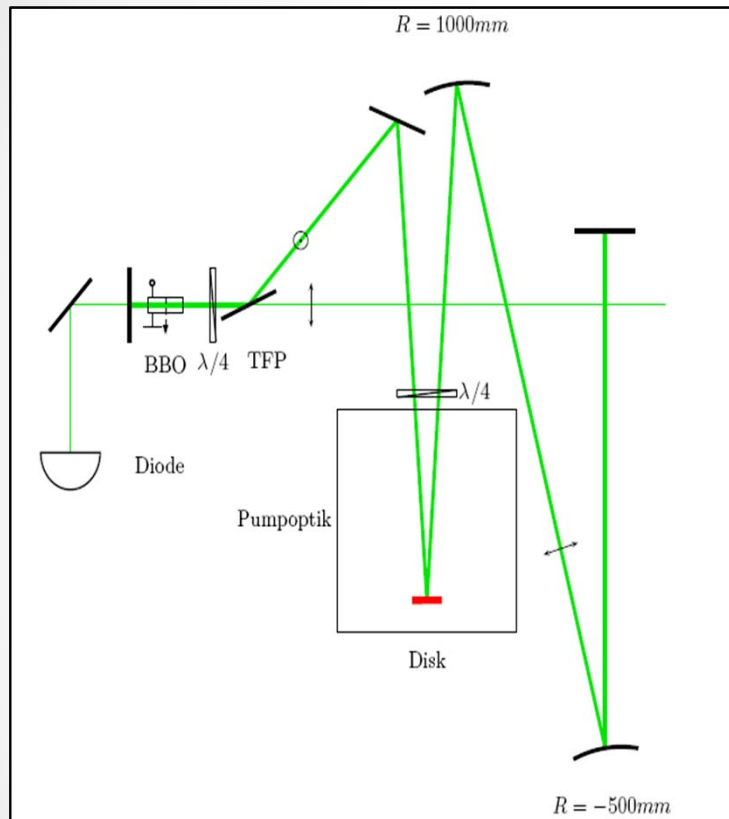 R = 1000mm
BBO λ/4 TFP
λ/4
Diode
Pumpoptik
Disk
R = −500mm